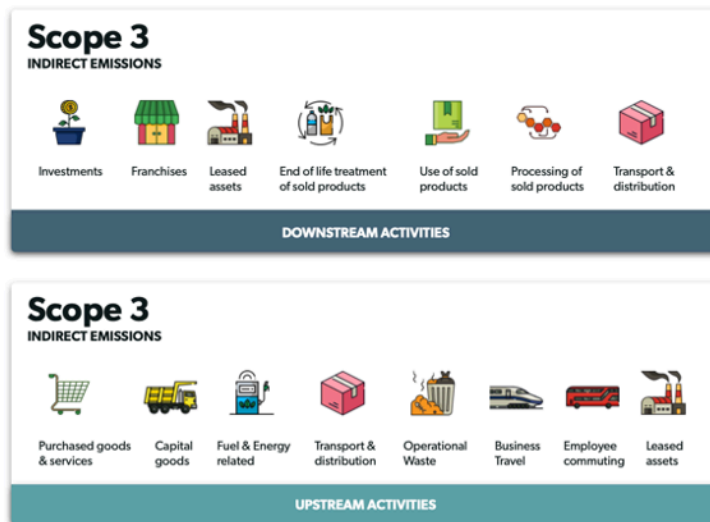 Scope 3
INDIRECT EMISSIONS
$
Investments
Franchises
Leased
assets
End of life treatment
of sold products
Use of sold
products
Processing of
sold products
Transport &
distribution
DOWNSTREAM ACTIVITIES
Scope 3
INDIRECT EMISSIONS
Purchased goods
& services
Capital
goods
Fuel & Energy
related
Transport &
distribution
Operational
Waste
Business
Travel
Employee
commuting
Leased
assets
UPSTREAM ACTIVITIES